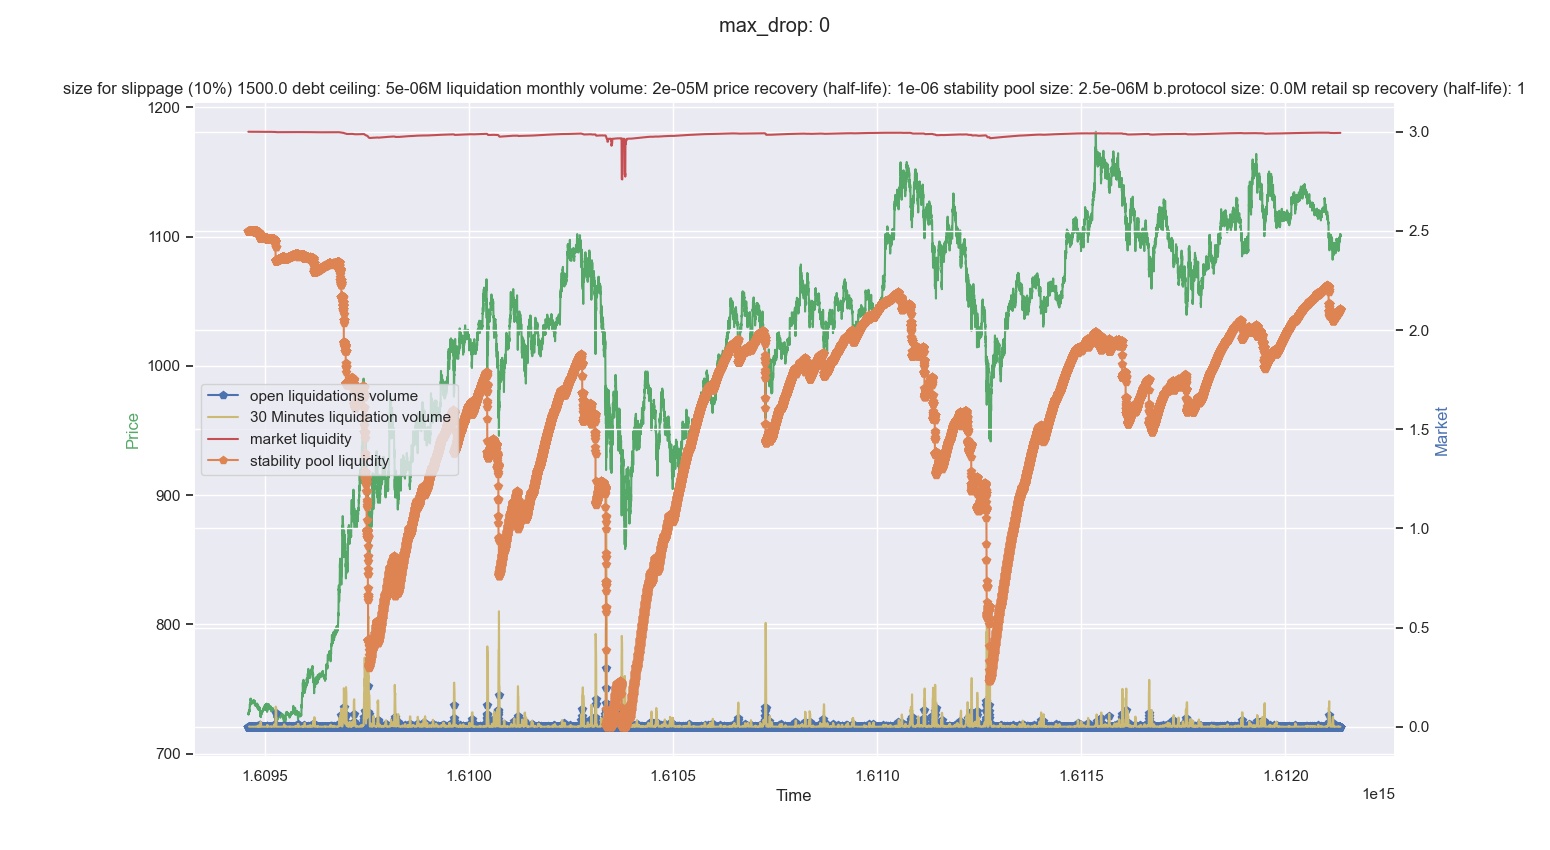 max_drop: 0
size for slippage (10%) 1500.0 debt ceiling: 5e-06M liquidation monthly volume: 2e-05M price recovery (half-life): 1e-06 stability pool size: 2.5e-06M b.protocol size: 0.0M retail sp recovery (half-life): 1
1200
1100
1000
900
800
700
Price
open liquidations volume
30 Minutes liquidation volume
market liquidity
stability pool liquidity
3.0
2.5
2.0
1.5
1.0
0.5
0.0
Market
1.6095 1.6100 1.6105 1.6110 1.6115 1.6120
Time
1e15